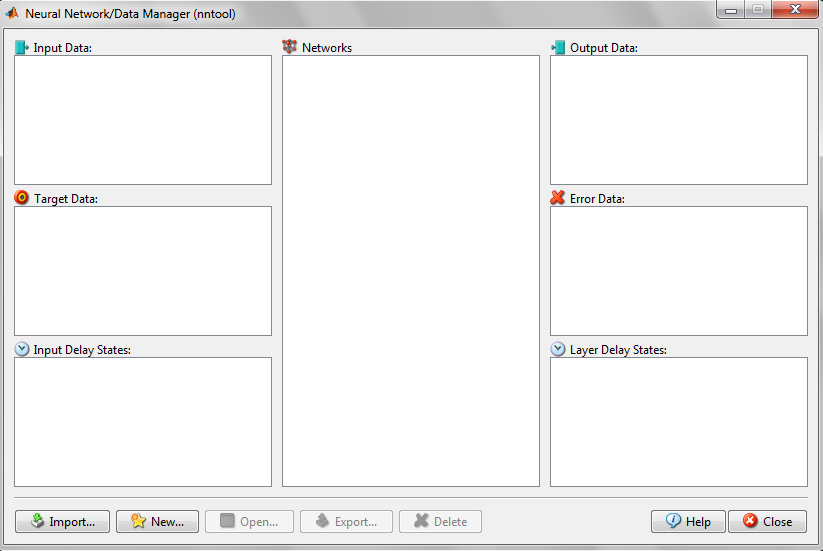 Neural Network/Data Manager (nntool)
Input Data:
Networks
Output Data:
Target Data:
Error Data:
Input Delay States:
Layer Delay States:
Import...
New...
Open...
Export...
Delete
Help
Close